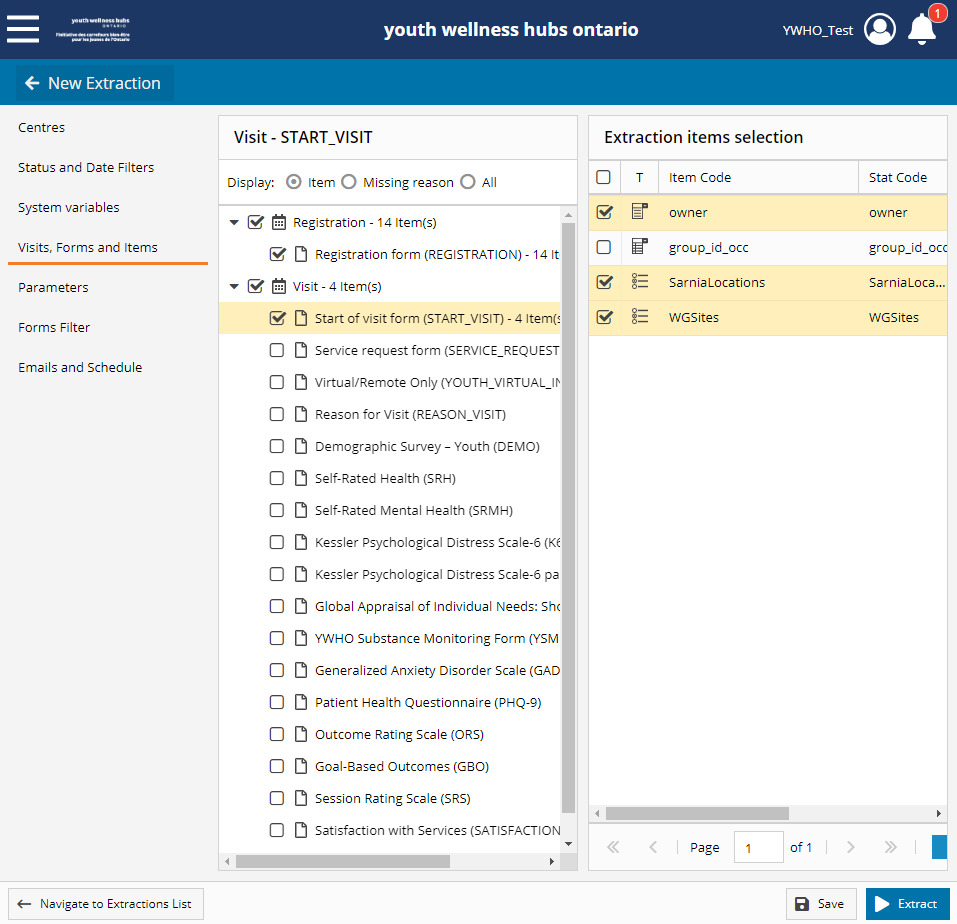 youth wellness hubs
ONTARIO
l'initiative des carrefours bien-être
pour les jeunes de l'Ontario
youth wellness hubs ontario
YWHO_Test
1
New Extraction
Centres
Status and Date Filters
System variables
Visits, Forms and Items
Parameters
Forms Filter
Emails and Schedule
Visit - START_VISIT
Display: Item Missing reason All
Registration - 14 Item(s)
Registration form (REGISTRATION) - 14 It
Visit - 4 Item(s)
Start of visit form (START_VISIT) - 4 Item(s
Service request form (SERVICE_REQUEST
Virtual/Remote Only (YOUTH_VIRTUAL_IN
Reason for Visit (REASON_VISIT)
Demographic Survey – Youth (DEMO)
Self-Rated Health (SRH)
Self-Rated Mental Health (SRMH)
Kessler Psychological Distress Scale-6 (K6
Kessler Psychological Distress Scale-6 pa
Global Appraisal of Individual Needs: Sho
YWHO Substance Monitoring Form (YSM
Generalized Anxiety Disorder Scale (GAD
Patient Health Questionnaire (PHQ-9)
Outcome Rating Scale (ORS)
Goal-Based Outcomes (GBO)
Session Rating Scale (SRS)
Satisfaction with Services (SATISFACTION
Extraction items selection
T Item Code Stat Code
owner owner
group_id_occ group_id_occ
SarniaLocations SarniaLoca...
WGSites WGSites
Page 1 of 1
Navigate to Extractions List
Save
Extract